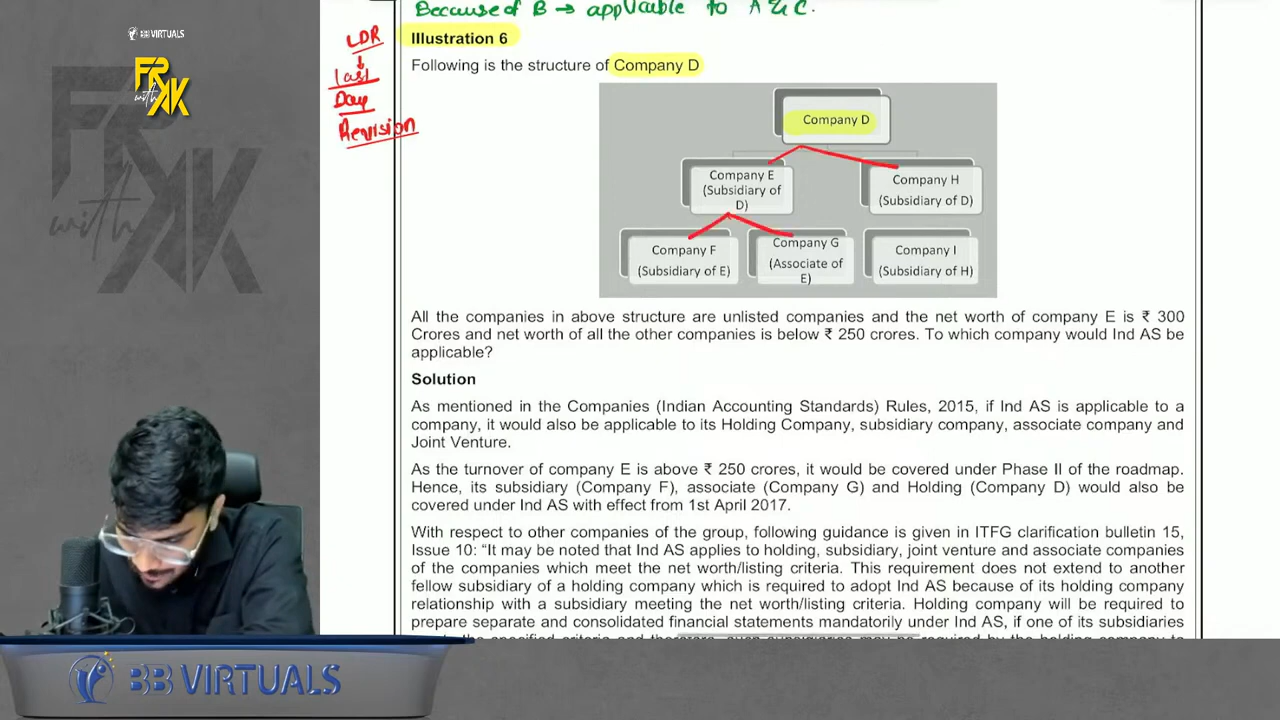 Because of B → applicable to A & C.
BB VIRTUALS
FR
with AK
LDR
↓
last
Day
Revision
Illustration 6
Following is the structure of Company D
Company D
Company E
(Subsidiary of
D)
Company H
(Subsidiary of D)
Company F
(Subsidiary of E)
Company G
(Associate of
E)
Company I
(Subsidiary of H)
All the companies in above structure are unlisted companies and the net worth of company E is ₹ 300
Crores and net worth of all the other companies is below ₹ 250 crores. To which company would Ind AS be
applicable?
Solution
As mentioned in the Companies (Indian Accounting Standards) Rules, 2015, if Ind AS is applicable to a
company, it would also be applicable to its Holding Company, subsidiary company, associate company and
Joint Venture.
As the turnover of company E is above ₹ 250 crores, it would be covered under Phase II of the roadmap.
Hence, its subsidiary (Company F), associate (Company G) and Holding (Company D) would also be
covered under Ind AS with effect from 1st April 2017.
With respect to other companies of the group, following guidance is given in ITFG clarification bulletin 15,
Issue 10: “It may be noted that Ind AS applies to holding, subsidiary, joint venture and associate companies
of the companies which meet the net worth/listing criteria. This requirement does not extend to another
fellow subsidiary of a holding company which is required to adopt Ind AS because of its holding company
relationship with a subsidiary meeting the net worth/listing criteria. Holding company will be required to
prepare separate and consolidated financial statements mandatorily under Ind AS, if one of its subsidiaries
BB VIRTUALS